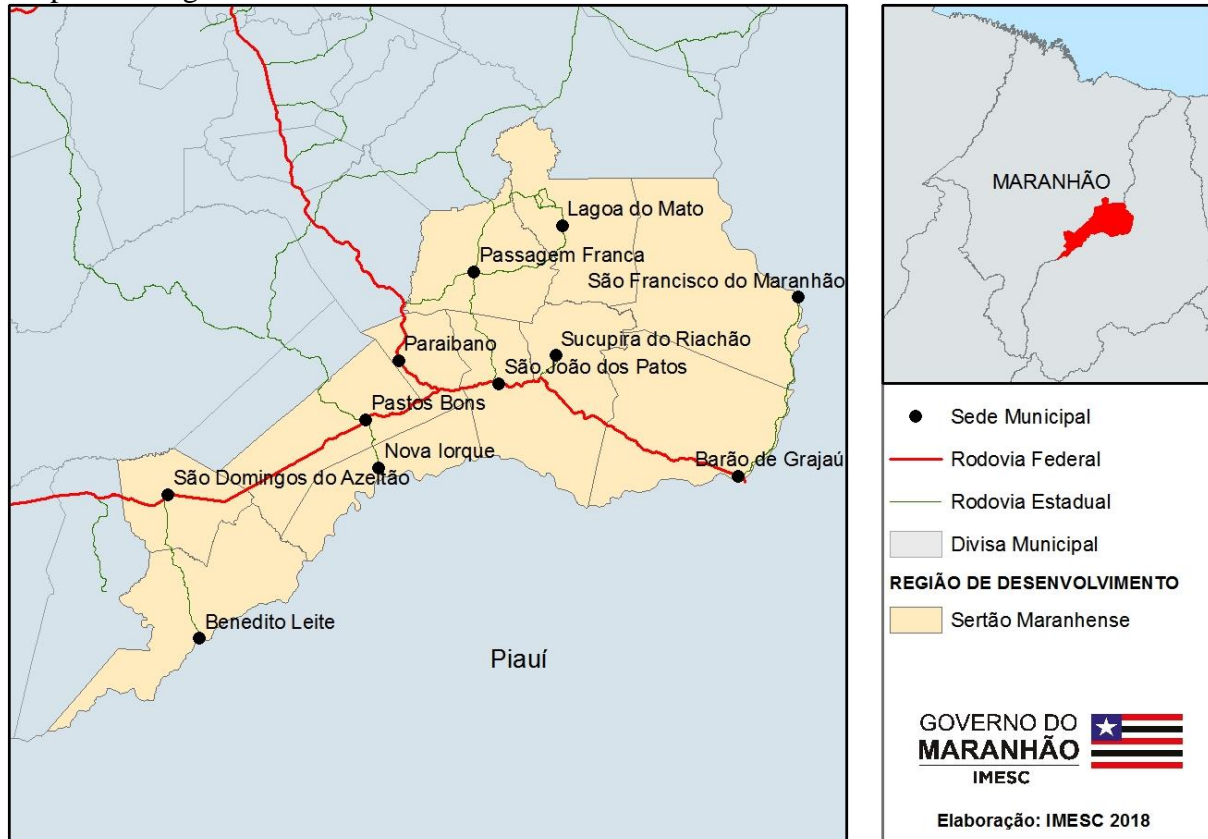 Lagoa do Mato
Passagem Franca
São Francisco do Maranhão
Sucupira do Riachão
Paraibano
São João dos Patos
Pastos Bons
Nova Iorque
Barão de Grajaú
São Domingos do Azeitão
Benedito Leite
Piauí
MARANHÃO
Sede Municipal
Rodovia Federal
Rodovia Estadual
Divisa Municipal
REGIÃO DE DESENVOLVIMENTO
Sertão Maranhense
GOVERNO DO
MARANHÃO
IMESC
Elaboração: IMESC 2018